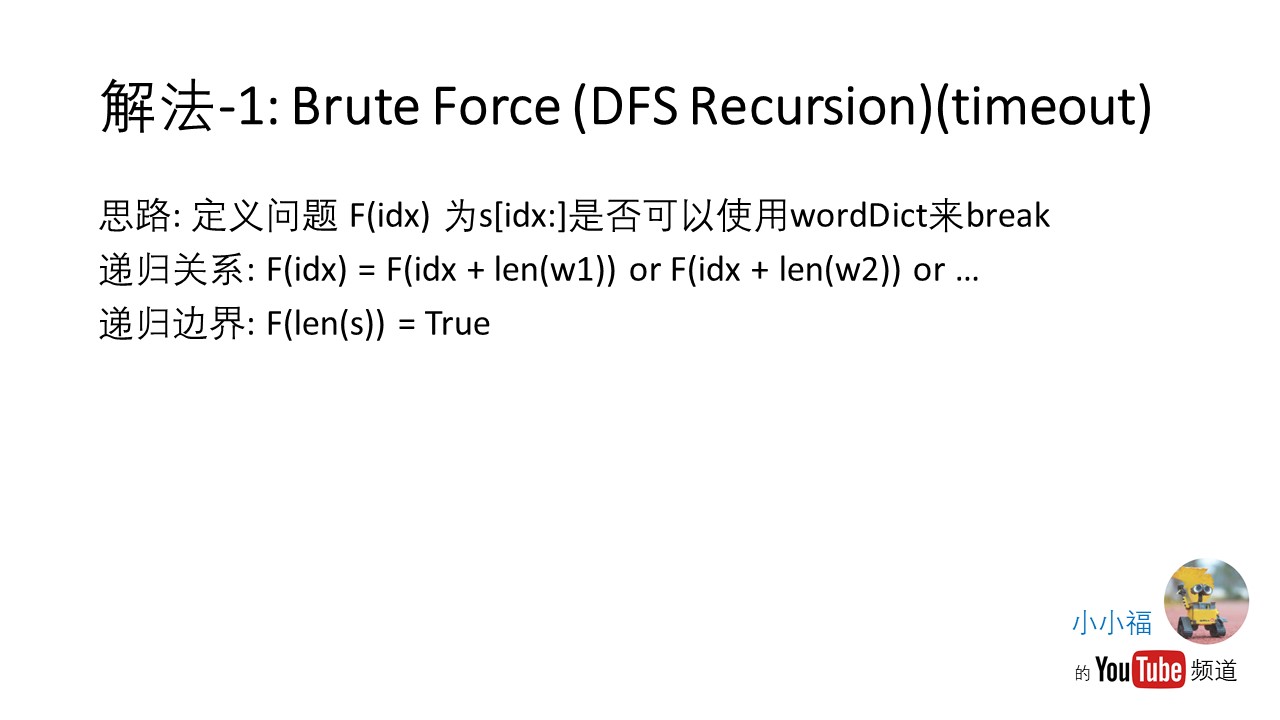 解法-1: Brute Force (DFS Recursion)(timeout)
思路: 定义问题 F(idx) 为s[idx:]是否可以使用wordDict来break
递归关系: F(idx) = F(idx + len(w1)) or F(idx + len(w2)) or …
递归边界: F(len(s)) = True
小小福
的 YouTube 频道